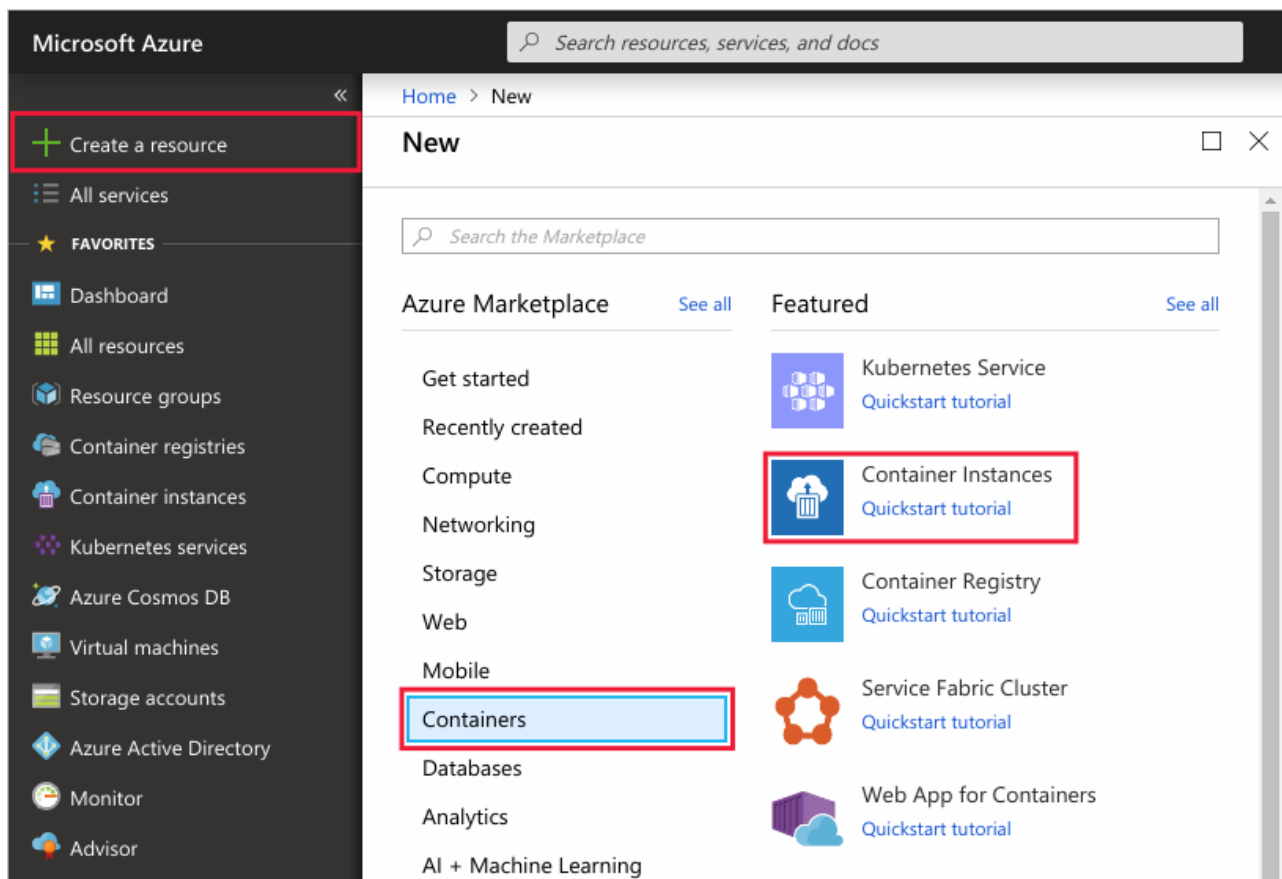 Microsoft Azure
Search resources, services, and docs
Create a resource
All services
FAVORITES
Dashboard
All resources
Resource groups
Container registries
Container instances
Kubernetes services
Azure Cosmos DB
Virtual machines
Storage accounts
Azure Active Directory
Monitor
Advisor
Home > New
New
Search the Marketplace
Azure Marketplace See all
Get started
Recently created
Compute
Networking
Storage
Web
Mobile
Containers
Databases
Analytics
AI + Machine Learning
Featured See all
Kubernetes Service
Quickstart tutorial
Container Instances
Quickstart tutorial
Container Registry
Quickstart tutorial
Service Fabric Cluster
Quickstart tutorial
Web App for Containers
Quickstart tutorial